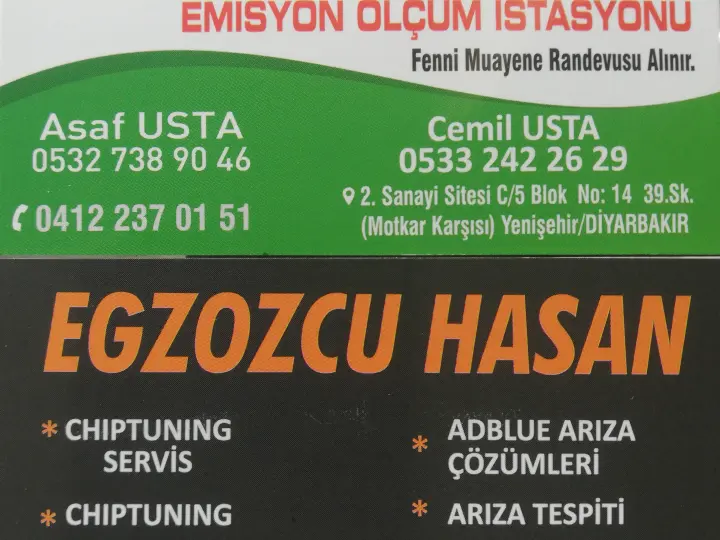 EMİSYON ÖLÇÜM İSTASYONU
Fenni Muayene Randevusu Alınır.
Asaf USTA
0532 738 90 46
0412 237 01 51
Cemil USTA
0533 242 26 29
2. Sanayi Sitesi C/5 Blok No: 14 39.Sk.
(Motkar Karşısı) Yenişehir/DİYARBAKIR
EGZOZCU HASAN
* CHIPTUNING
SERVİS
* CHIPTUNING
* ADBLUE ARIZA
ÇÖZÜMLERİ
* ARIZA TESPİTİ